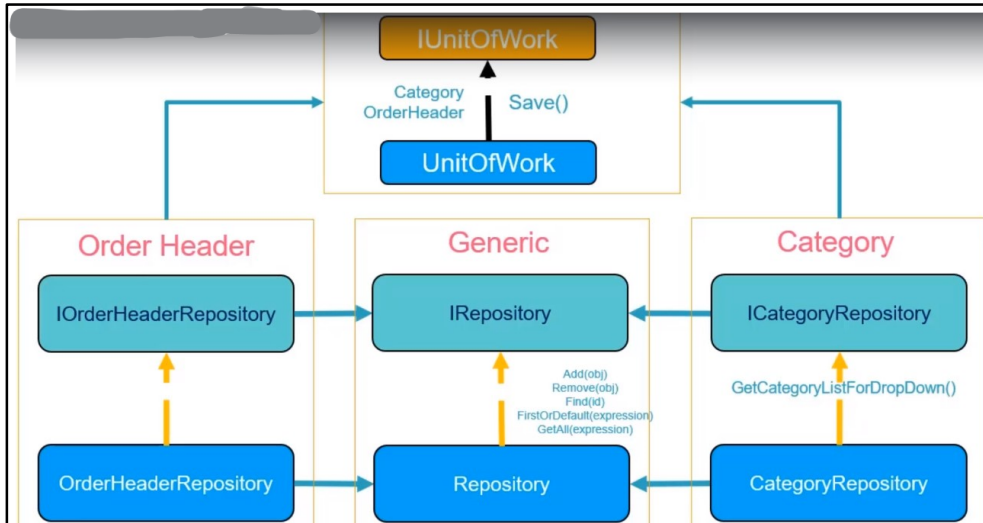 IUnitOfWork
Category
OrderHeader
Save()
UnitOfWork
Order Header
Generic
Category
IOrderHeaderRepository
IRepository
ICategoryRepository
Add(obj)
Remove(obj)
Find(id)
FirstOrDefault(expression)
GetAll(expression)
GetCategoryListForDropDown()
OrderHeaderRepository
Repository
CategoryRepository